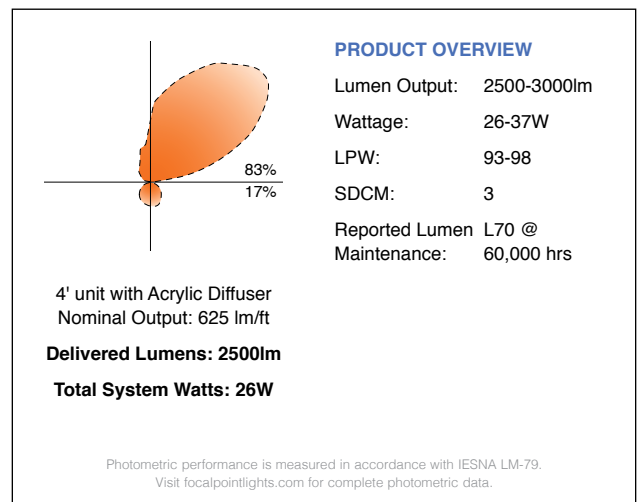 83%
17%
4' unit with Acrylic Diffuser
Nominal Output: 625 lm/ft
Delivered Lumens: 2500lm
Total System Watts: 26W
PRODUCT OVERVIEW
Lumen Output: 2500-3000lm
Wattage: 26-37W
LPW: 93-98
SDCM: 3
Reported Lumen L70 @
Maintenance: 60,000 hrs
Photometric performance is measured in accordance with IESNA LM-79.
Visit focalpointlights.com for complete photometric data.